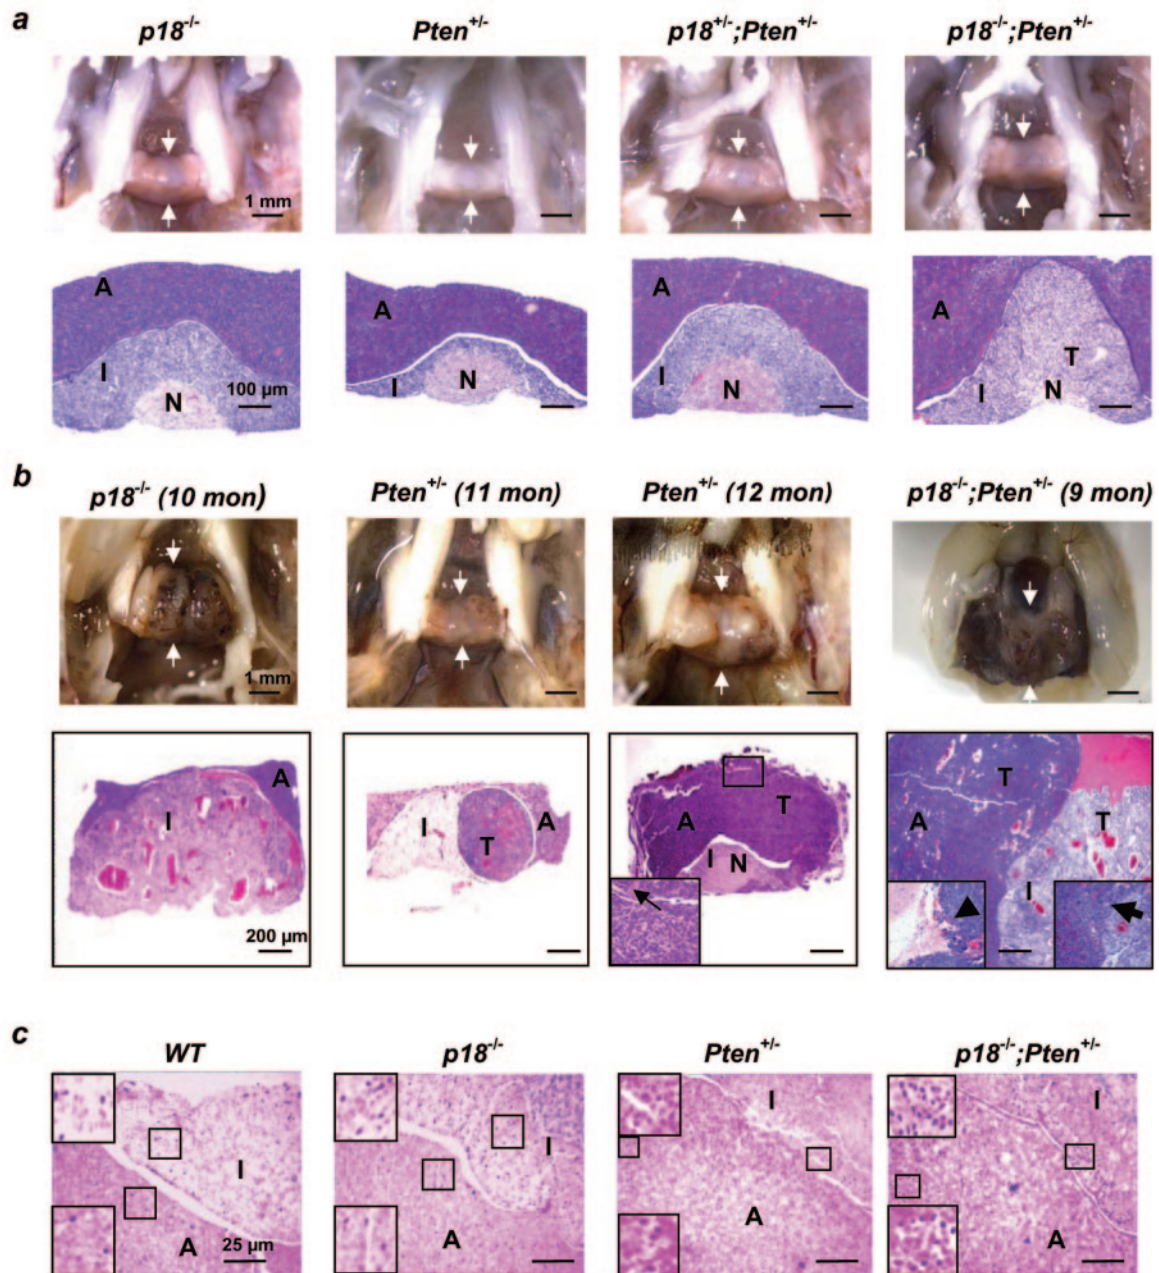 a
p18-/- Pten+/- p18+/-;Pten+/- p18-/-;Pten+/-
1 mm
A A A A
I I I I T
N N N N
100 µm
b
p18-/- (10 mon) Pten+/- (11 mon) Pten+/- (12 mon) p18-/-;Pten+/- (9 mon)
1 mm
A I T T
I T A A A T
I N I
200 µm
c
WT p18-/- Pten+/- p18-/-;Pten+/-
I I I I
A A A A
25 µm